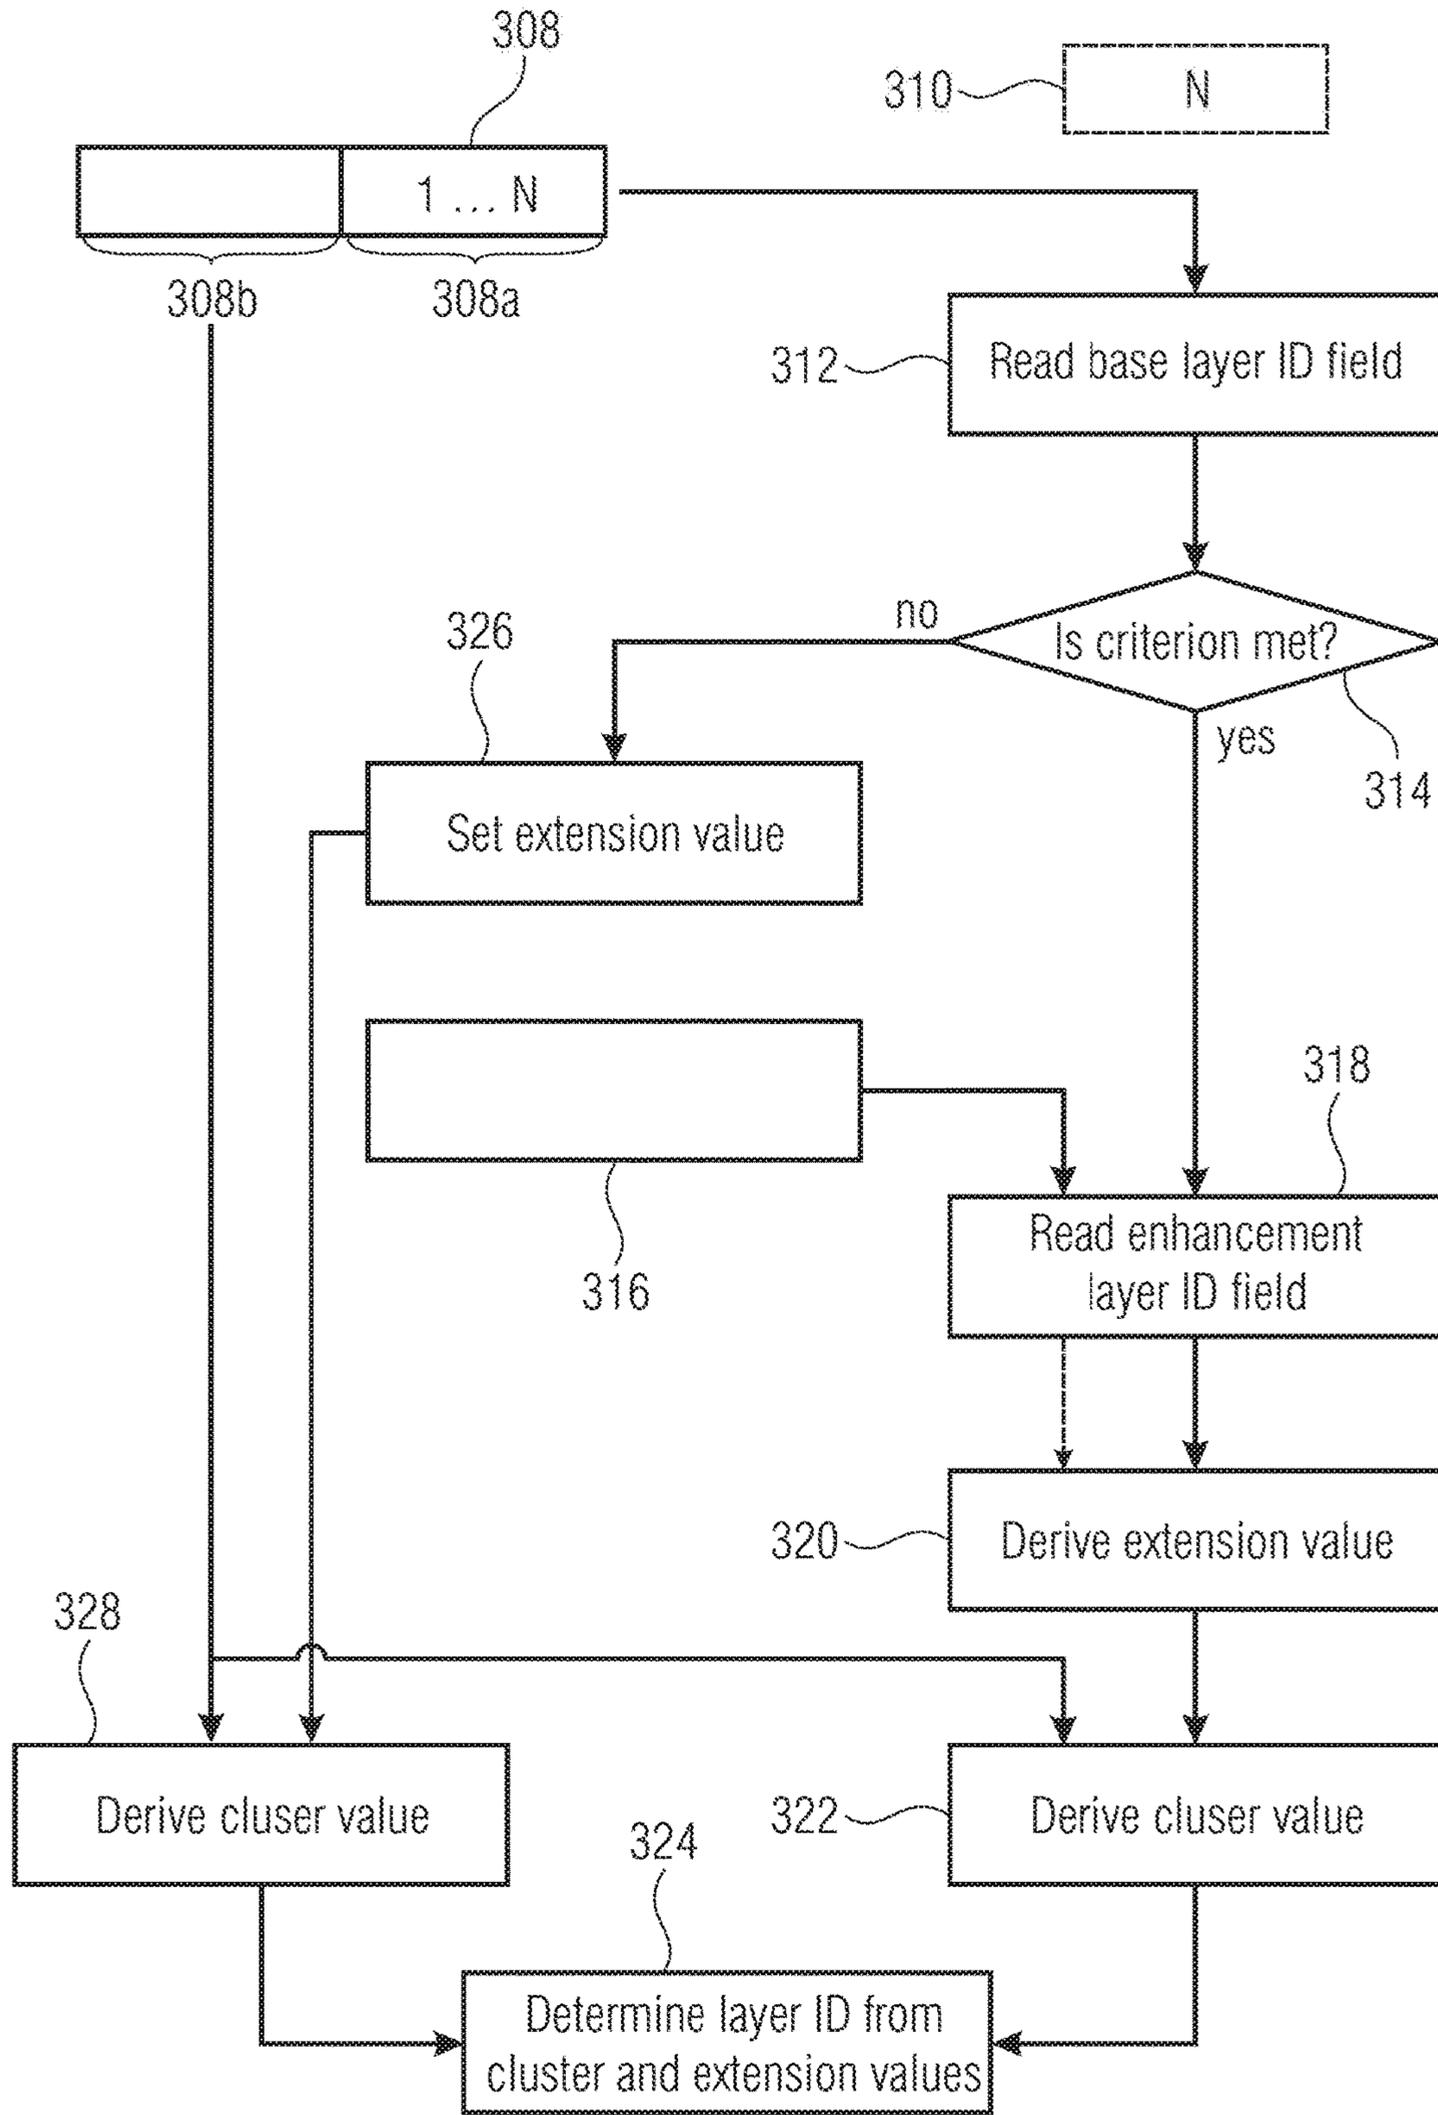 308
310
N
1 ... N
308b
308a
312
Read base layer ID field
no
326
Is criterion met?
yes
314
Set extension value
318
Read enhancement
layer ID field
316
320
Derive extension value
328
Derive cluser value
322
Derive cluser value
324
Determine layer ID from
cluster and extension values